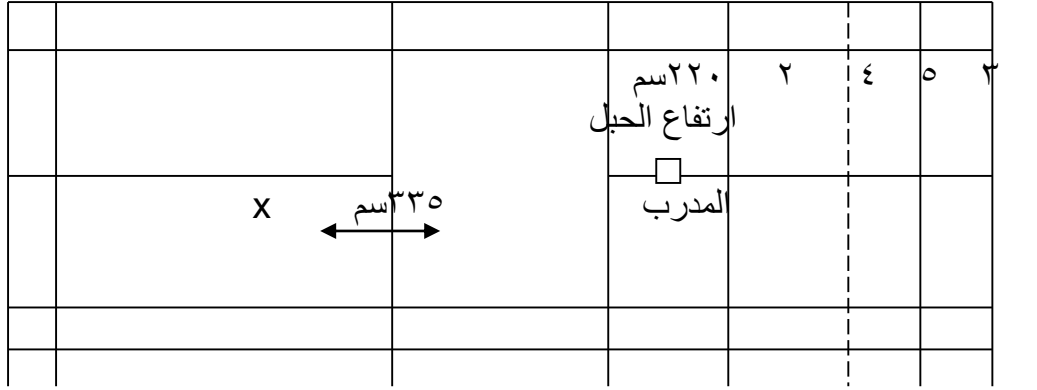 ٢٢٠سم ٢ ٤ ٥ ٣
ارتفاع الحبل
المدرب
٣٣٥سم
x